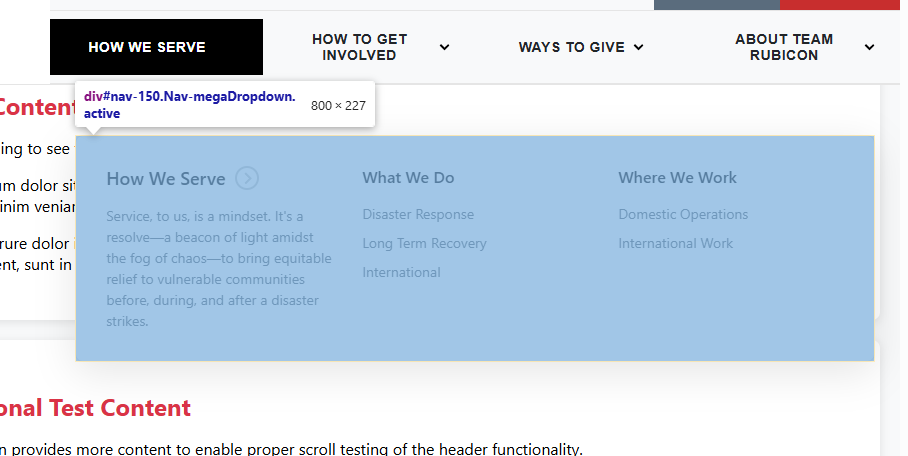 HOW WE SERVE
HOW TO GET
INVOLVED
WAYS TO GIVE
ABOUT TEAM
RUBICON
Content
div#nav-150.Nav-megaDropdown.
active
800 × 227
ing to see
um dolor sit
inim veniam
rure dolor i
ent, sunt in
How We Serve
Service, to us, is a mindset. It's a
resolve—a beacon of light amidst
the fog of chaos—to bring equitable
relief to vulnerable communities
before, during, and after a disaster
strikes.
What We Do
Disaster Response
Long Term Recovery
International
Where We Work
Domestic Operations
International Work
onal Test Content
n provides more content to enable proper scroll testing of the header functionality.